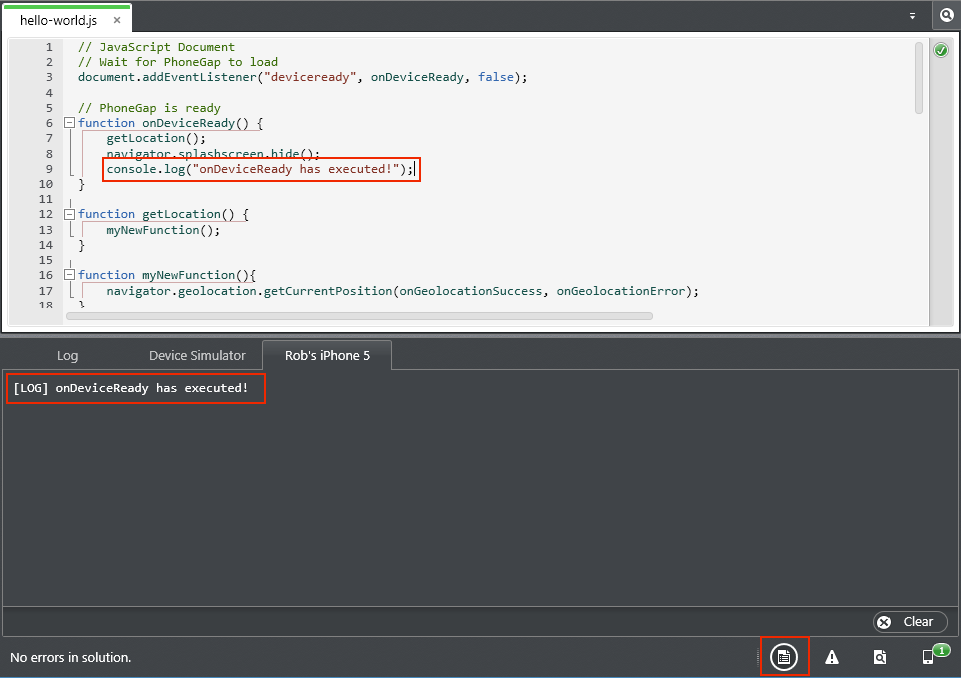 hello-world.js ×
1 // JavaScript Document
2 // Wait for PhoneGap to load
3 document.addEventListener("deviceready", onDeviceReady, false);
4
5 // PhoneGap is ready
6 function onDeviceReady() {
7 getLocation();
8 navigator.splashscreen.hide();
9 console.log("onDeviceReady has executed!");
10 }
11
12 function getLocation() {
13 myNewFunction();
14 }
15
16 function myNewFunction(){
17 navigator.geolocation.getCurrentPosition(onGeolocationSuccess, onGeolocationError);
18 }
Log Device Simulator Rob's iPhone 5
[LOG] onDeviceReady has executed!
Clear
No errors in solution. 1